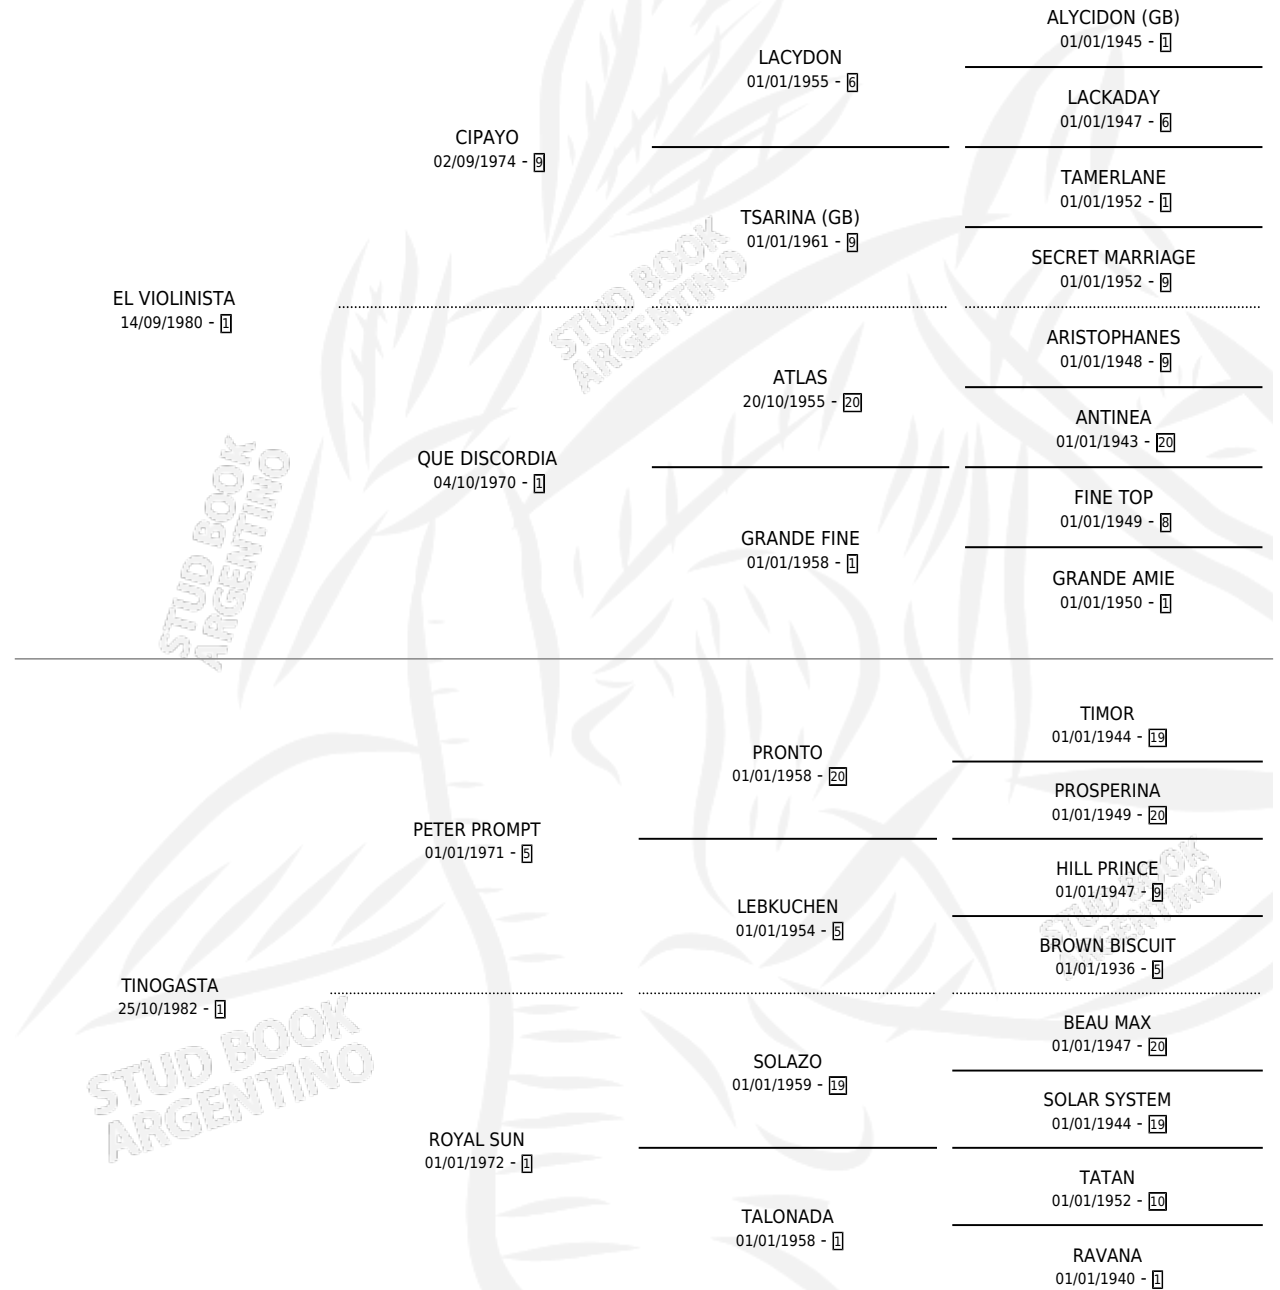 ALYCIDON (GB)
01/01/1945 - 1
LACYDON
01/01/1955 - 6
LACKADAY
01/01/1947 - 6
CIPAYO
02/09/1974 - 9
TAMERLANE
01/01/1952 - 1
TSARINA (GB)
01/01/1961 - 9
SECRET MARRIAGE
01/01/1952 - 9
EL VIOLINISTA
14/09/1980 - 1
STUD BOOK
ARGENTINO
ARISTOPHANES
01/01/1948 - 9
ATLAS
20/10/1955 - 20
ANTINEA
01/01/1943 - 20
QUE DISCORDIA
04/10/1970 - 1
FINE TOP
01/01/1949 - 8
GRANDE FINE
01/01/1958 - 1
GRANDE AMIE
01/01/1950 - 1
STUD BOOK
ARGENTINO
TIMOR
01/01/1944 - 19
PRONTO
01/01/1958 - 20
PROSPERINA
01/01/1949 - 20
PETER PROMPT
01/01/1971 - 5
HILL PRINCE
01/01/1947 - 9
LEBKUCHEN
01/01/1954 - 5
BROWN BISCUIT
01/01/1936 - 5
STUD BOOK
ARGENTINO
TINOGASTA
25/10/1982 - 1
BEAU MAX
01/01/1947 - 20
SOLAZO
01/01/1959 - 19
SOLAR SYSTEM
01/01/1944 - 19
STUD BOOK
ARGENTINO
ROYAL SUN
01/01/1972 - 1
TATAN
01/01/1952 - 10
TALONADA
01/01/1958 - 1
RAVANA
01/01/1940 - 1